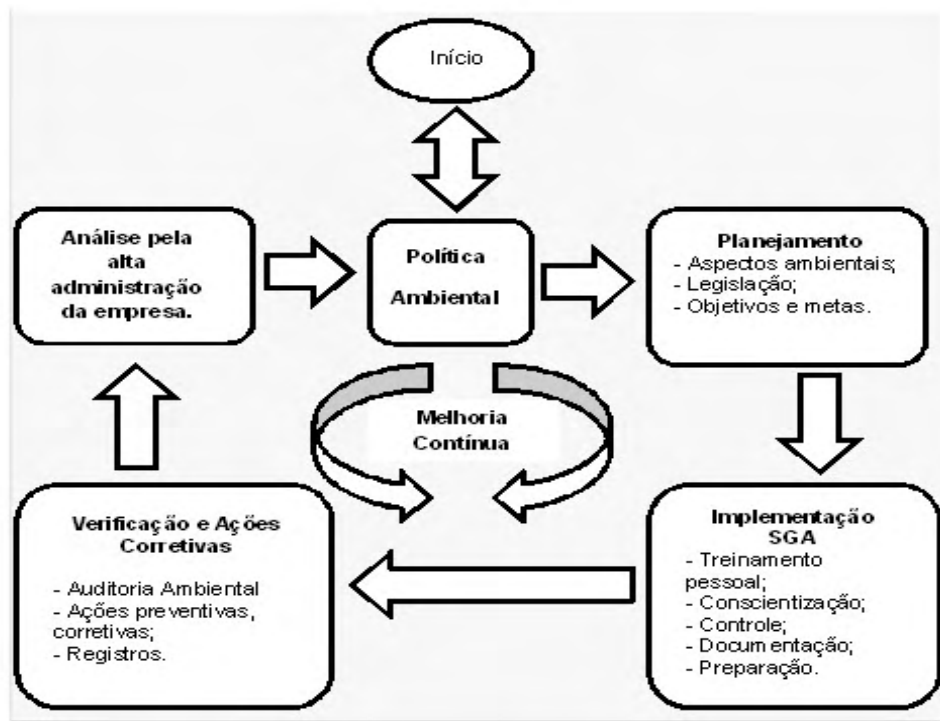 Início
Análise pela
alta
administração
da empresa.
Política
Ambiental
Planejamento
- Aspectos ambientais;
- Legislação;
- Objetivos e metas.
Melhoria
Contínua
Verificação e Ações
Corretivas
- Auditoria Ambiental
- Ações preventivas,
corretivas;
- Registros.
Implementação
SGA
- Treinamento
pessoal;
- Conscientização;
- Controle;
- Documentação;
- Preparação.